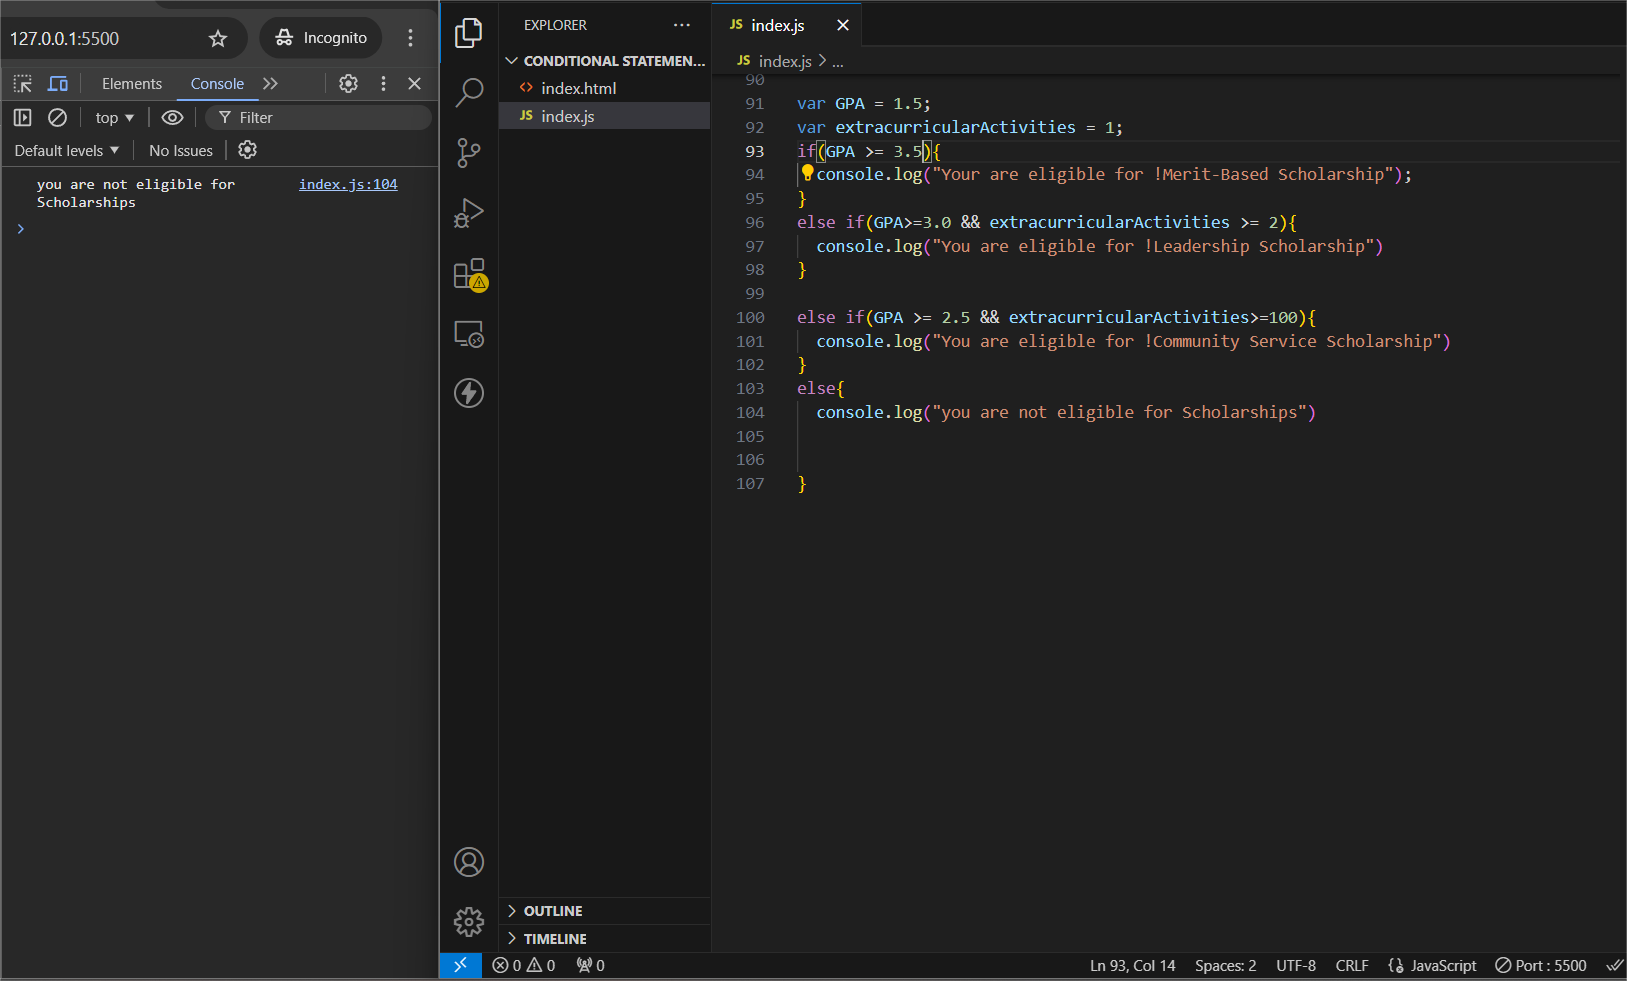 127.0.0.1:5500
Incognito
Elements
Console
top
Filter
Default levels
No Issues
you are not eligible for
Scholarships
index.js:104
EXPLORER
CONDITIONAL STATEMEN...
index.html
JS index.js
OUTLINE
TIMELINE
JS index.js
JS index.js > ...
90
91 var GPA = 1.5;
92 var extracurricularActivities = 1;
93 if(GPA >= 3.5){
94 console.log("Your are eligible for !Merit-Based Scholarship");
95 }
96 else if(GPA>=3.0 && extracurricularActivities >= 2){
97 console.log("You are eligible for !Leadership Scholarship")
98 }
99
100 else if(GPA >= 2.5 && extracurricularActivities>=100){
101 console.log("You are eligible for !Community Service Scholarship")
102 }
103 else{
104 console.log("you are not eligible for Scholarships")
105
106
107 }
0 0 0
Ln 93, Col 14 Spaces: 2 UTF-8 CRLF JavaScript Port : 5500